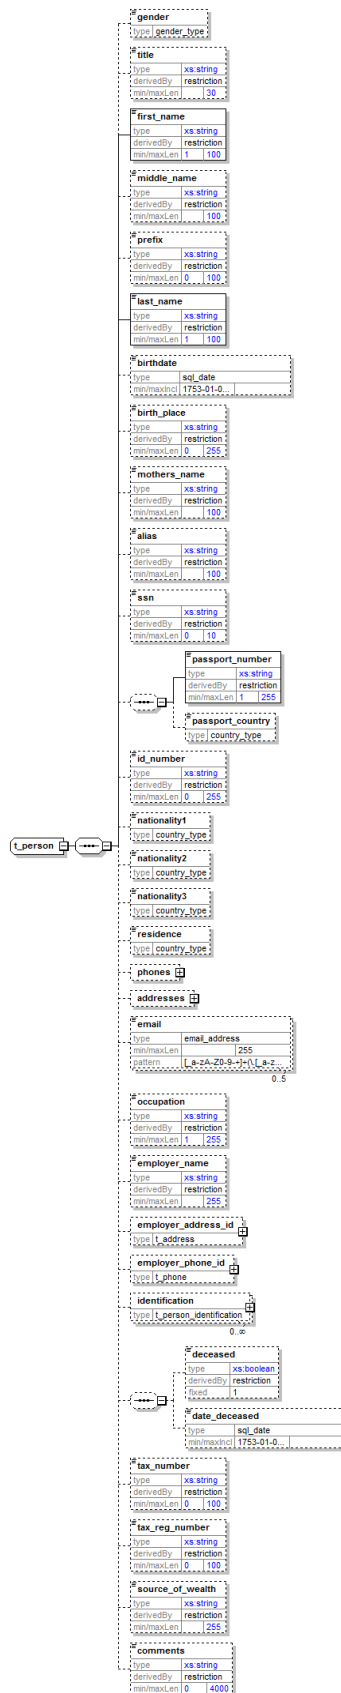 gender
type gender_type
title
type xs:string
derivedBy restriction
min/maxLen 30
first_name
type xs:string
derivedBy restriction
min/maxLen 1 100
middle_name
type xs:string
derivedBy restriction
min/maxLen 100
prefix
type xs:string
derivedBy restriction
min/maxLen 0 100
last_name
type xs:string
derivedBy restriction
min/maxLen 1 100
birthdate
type sql_date
min/maxIncl 1753-01-0...
birth_place
type xs:string
derivedBy restriction
min/maxLen 0 255
mothers_name
type xs:string
derivedBy restriction
min/maxLen 100
alias
type xs:string
derivedBy restriction
min/maxLen 100
ssn
type xs:string
derivedBy restriction
min/maxLen 0 10
passport_number
type xs:string
derivedBy restriction
min/maxLen 1 255
passport_country
type country_type
id_number
type xs:string
derivedBy restriction
min/maxLen 0 255
nationality1
type country_type
t_person
nationality2
type country_type
nationality3
type country_type
residence
type country_type
phones
addresses
email
type email_address
min/maxLen 255
pattern [_a-zA-Z0-9-+]+(\.[_a-z...
0..5
occupation
type xs:string
derivedBy restriction
min/maxLen 1 255
employer_name
type xs:string
derivedBy restriction
min/maxLen 255
employer_address_id
type t_address
employer_phone_id
type t_phone
identification
type t_person_identification
0..∞
deceased
type xs:boolean
derivedBy restriction
fixed 1
date_deceased
type sql_date
min/maxIncl 1753-01-0...
tax_number
type xs:string
derivedBy restriction
min/maxLen 0 100
tax_reg_number
type xs:string
derivedBy restriction
min/maxLen 0 100
source_of_wealth
type xs:string
derivedBy restriction
min/maxLen 255
comments
type xs:string
derivedBy restriction
min/maxLen 0 4000